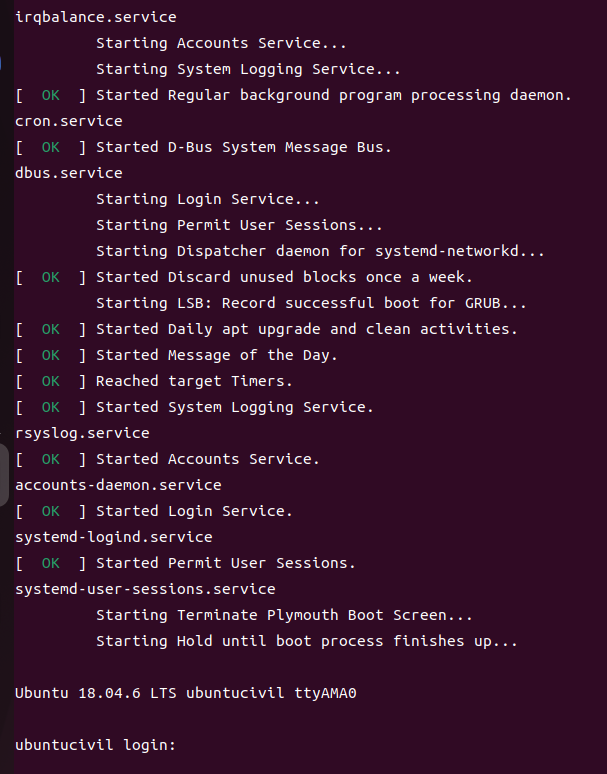 irqbalance.service
Starting Accounts Service...
Starting System Logging Service...
[  OK  ] Started Regular background program processing daemon.
cron.service
[  OK  ] Started D-Bus System Message Bus.
dbus.service
Starting Login Service...
Starting Permit User Sessions...
Starting Dispatcher daemon for systemd-networkd...
[  OK  ] Started Discard unused blocks once a week.
Starting LSB: Record successful boot for GRUB...
[  OK  ] Started Daily apt upgrade and clean activities.
[  OK  ] Started Message of the Day.
[  OK  ] Reached target Timers.
[  OK  ] Started System Logging Service.
rsyslog.service
[  OK  ] Started Accounts Service.
accounts-daemon.service
[  OK  ] Started Login Service.
systemd-logind.service
[  OK  ] Started Permit User Sessions.
systemd-user-sessions.service
Starting Terminate Plymouth Boot Screen...
Starting Hold until boot process finishes up...
Ubuntu 18.04.6 LTS ubuntucivil ttyAMA0
ubuntucivil login: